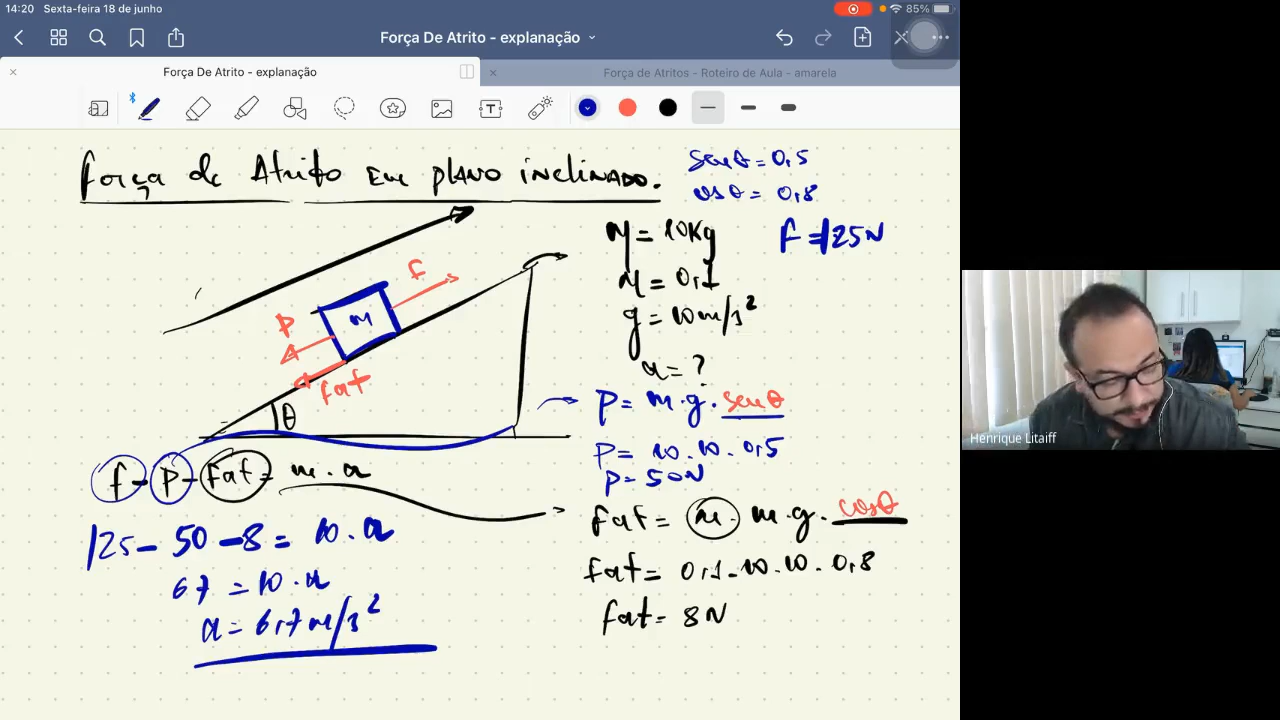 14:20 Sexta-feira 18 de junho
85%
Força De Atrito - explanação
Força De Atrito - explanação
Força de Atritos - Roteiro de Aula - amarela
Força de Atrito em plano inclinado.
senθ = 0,5
cosθ = 0,8
M = 10Kg
F = 125N
μ = 0,1
g = 10 m/s²
a = ?
F
P
m
fat
θ
P = m.g.senθ
P = 10.10.0,5
P = 50N
F - P - fat = m.a
125 - 50 - 8 = 10.a
67 = 10.a
a = 6,7 m/s²
fat = μ.m.g.cosθ
fat = 0,1.10.10.0,8
fat = 8N
Henrique Litaiff